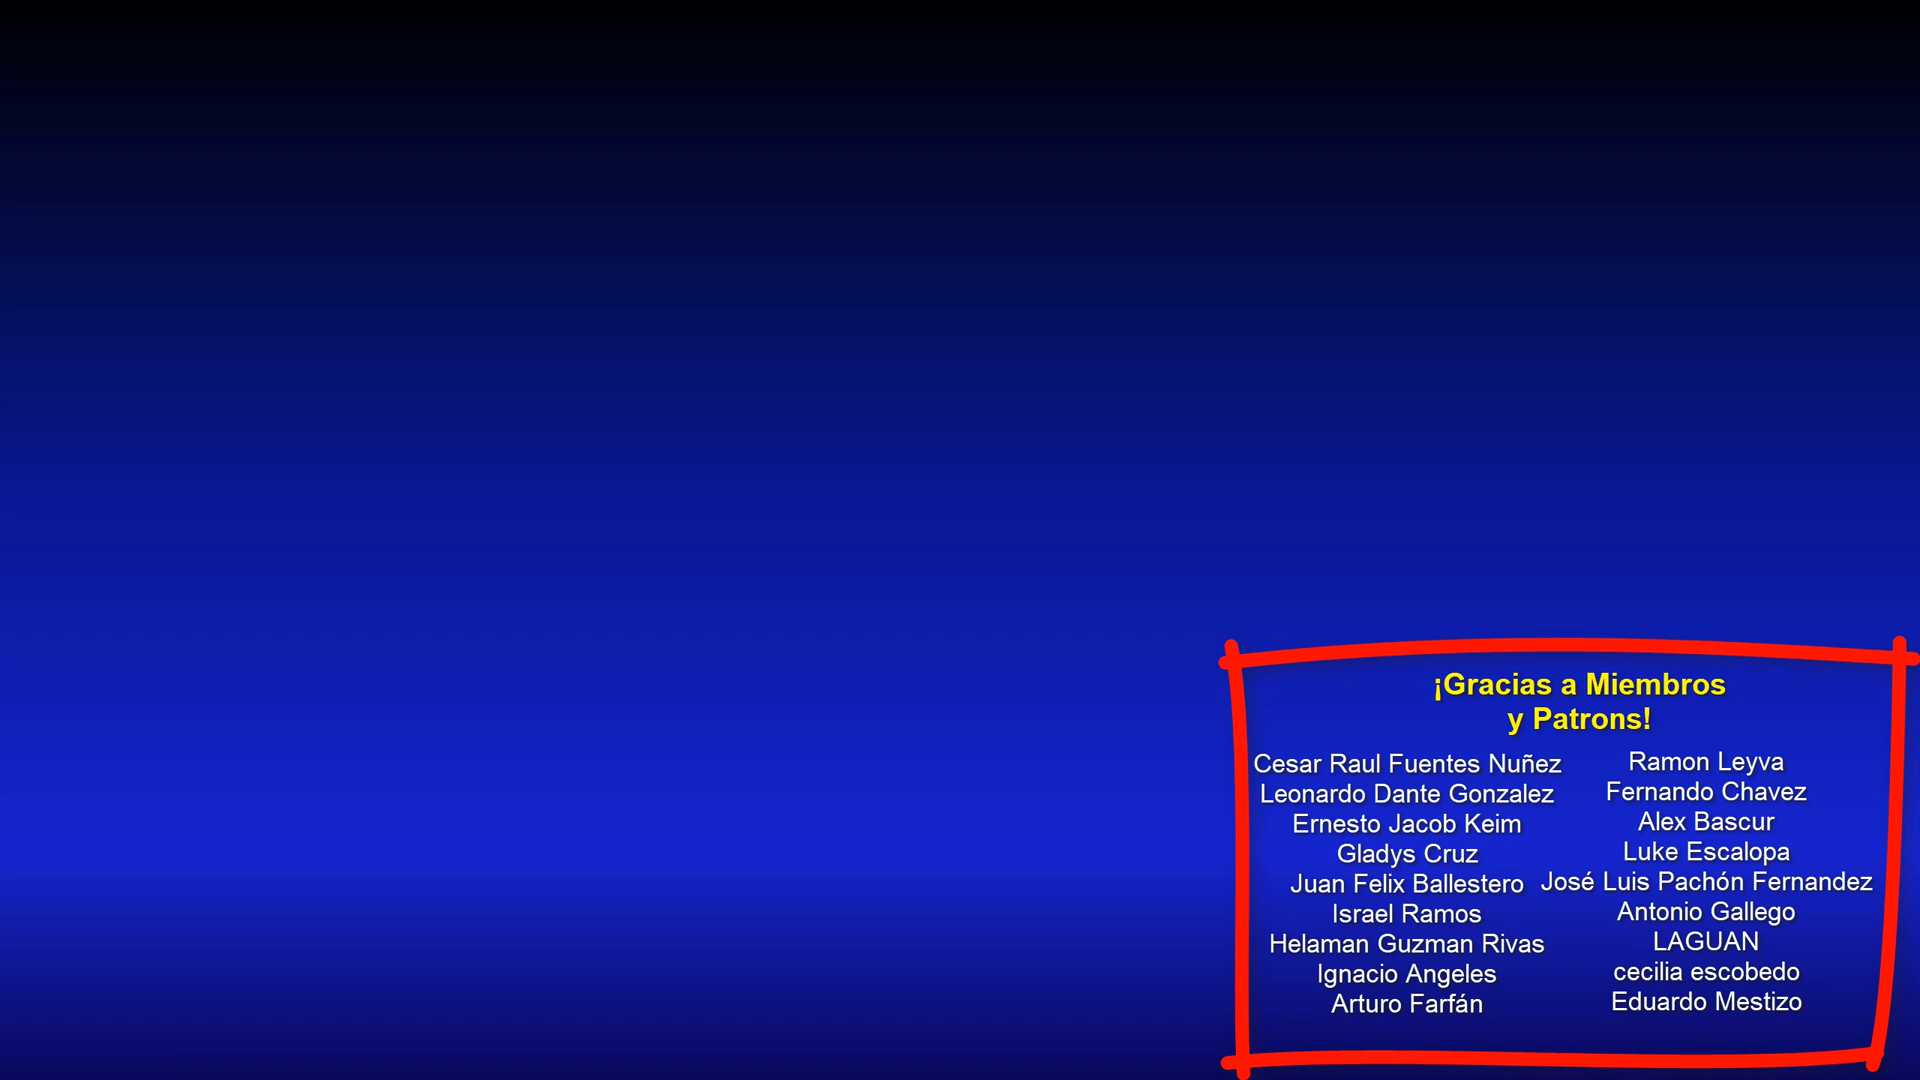 ¡Gracias a Miembros
y Patrons!
Cesar Raul Fuentes Nuñez
Leonardo Dante Gonzalez
Ernesto Jacob Keim
Gladys Cruz
Juan Felix Ballestero
Israel Ramos
Helaman Guzman Rivas
Ignacio Angeles
Arturo Farfán
Ramon Leyva
Fernando Chavez
Alex Bascur
Luke Escalopa
José Luis Pachón Fernandez
Antonio Gallego
LAGUAN
cecilia escobedo
Eduardo Mestizo